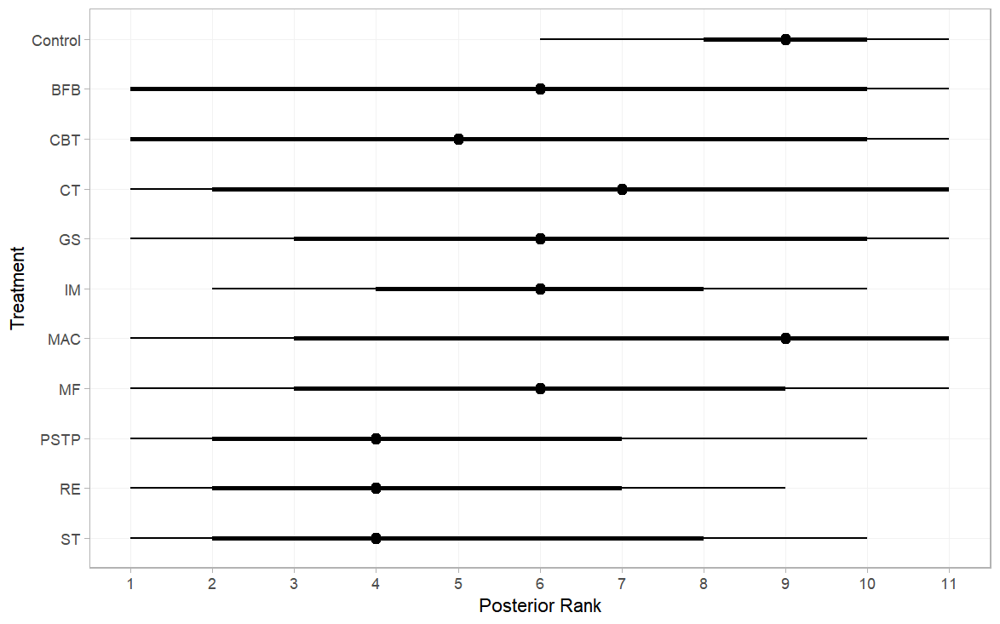 Control
BFB
CBT
CT
GS
IM
MAC
MF
PSTP
RE
ST
Treatment
1 2 3 4 5 6 7 8 9 10 11
Posterior Rank